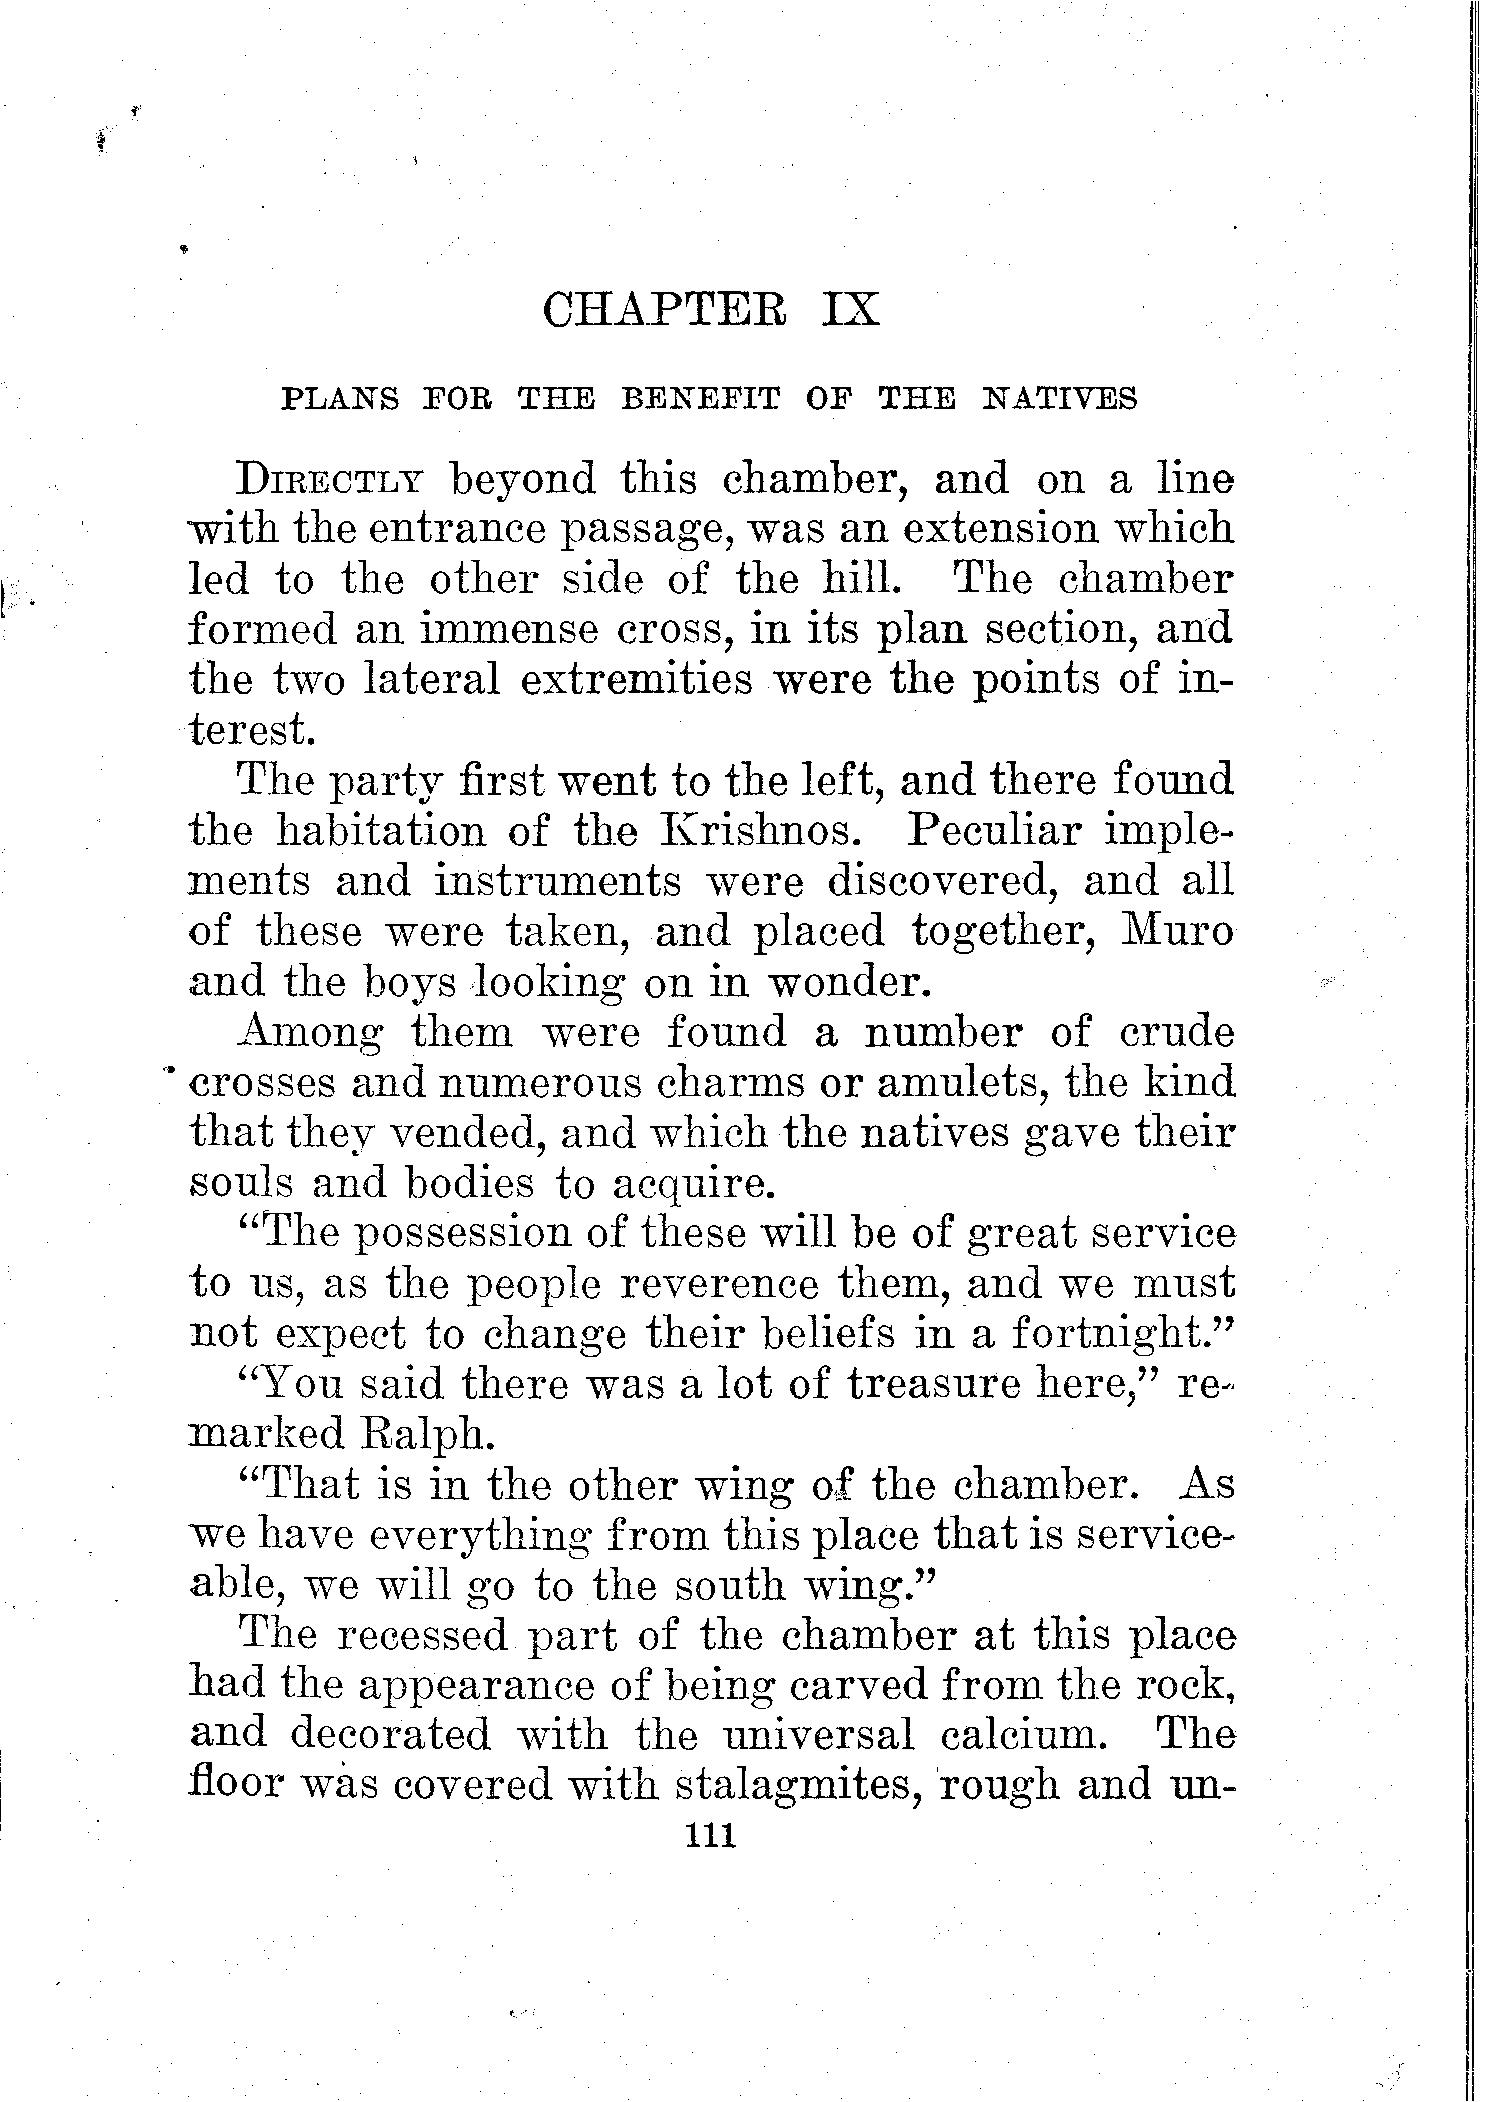 CHAPTER IX
PLANS FOR THE BENEFIT OF THE NATIVES
DIRECTLY beyond this chamber, and on a line
with the entrance passage, was an extension which
led to the other side of the hill. The chamber
formed an immense cross, in its plan section, and
the two lateral extremities were the points of in-
terest.
The party first went to the left, and there found
the habitation of the Krishnos. Peculiar imple-
ments and instruments were discovered, and all
of these were taken, and placed together, Muro
and the boys looking on in wonder.
Among them were found a number of crude
crosses and numerous charms or amulets, the kind
that they vended, and which the natives gave their
souls and bodies to acquire.
“The possession of these will be of great service
to us, as the people reverence them, and we must
not expect to change their beliefs in a fortnight.”
“You said there was a lot of treasure here,” re-
marked Ralph.
“That is in the other wing of the chamber. As
we have everything from this place that is service-
able, we will go to the south wing.”
The recessed part of the chamber at this place
had the appearance of being carved from the rock,
and decorated with the universal calcium. The
floor was covered with stalagmites, rough and un-
111